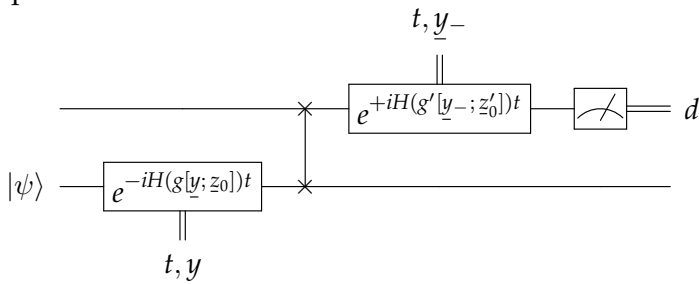 t, y̲₋
e^{+iH(g′[y̲₋; z̲′₀])t}
d
|ψ⟩
e^{−iH(g[y̲; z̲₀])t}
t, y